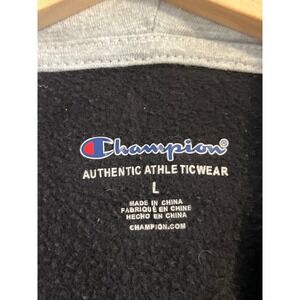 Champion®
AUTHENTIC ATHLETICWEAR
L
MADE IN CHINA
FABRIQUÉ EN CHINE
HECHO EN CHINA
CHAMPION.COM